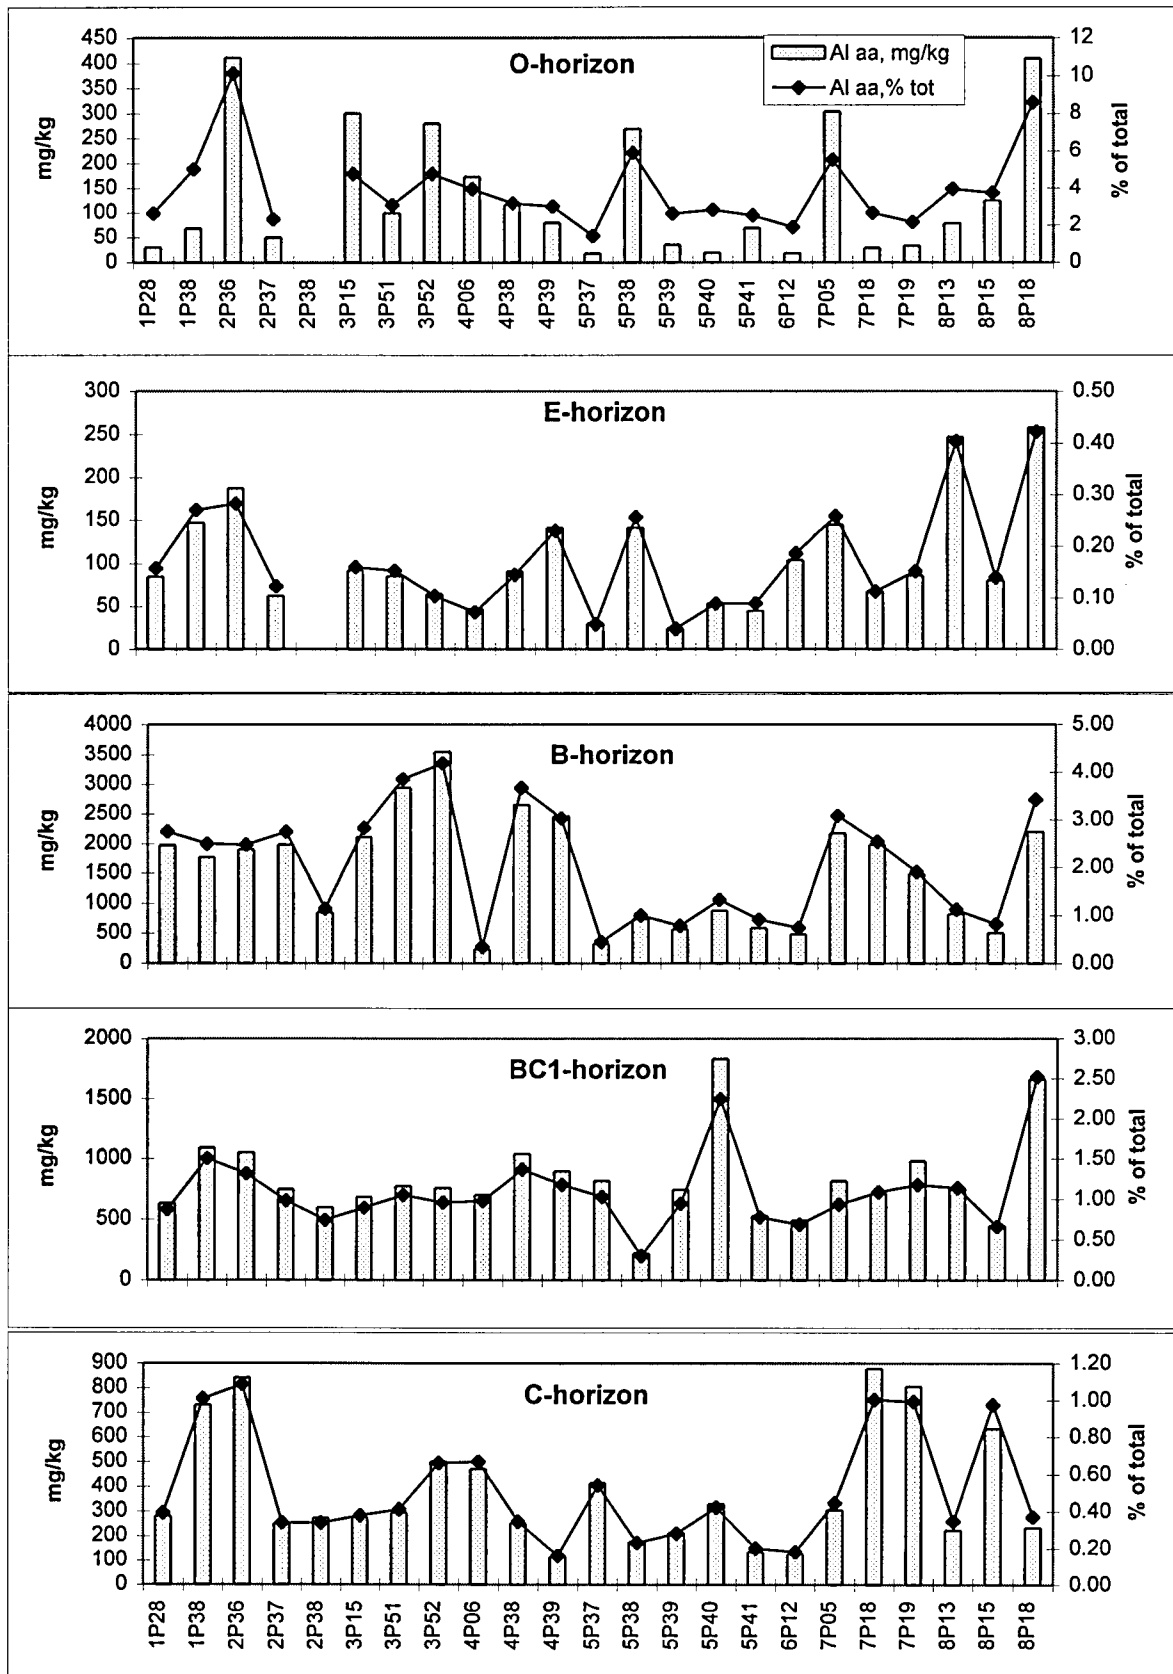 O-horizon
Al aa, mg/kg
Al aa,% tot
mg/kg
450
400
350
300
250
200
150
100
50
0
12
10
8
6
4
2
0
% of total
1P28
1P38
2P36
2P37
2P38
3P15
3P51
3P52
4P06
4P38
4P39
5P37
5P38
5P39
5P40
5P41
6P12
7P05
7P18
7P19
8P13
8P15
8P18
E-horizon
mg/kg
300
250
200
150
100
50
0
0.50
0.40
0.30
0.20
0.10
0.00
% of total
B-horizon
mg/kg
4000
3500
3000
2500
2000
1500
1000
500
0
5.00
4.00
3.00
2.00
1.00
0.00
% of total
BC1-horizon
mg/kg
2000
1500
1000
500
0
3.00
2.50
2.00
1.50
1.00
0.50
0.00
% of total
C-horizon
mg/kg
900
800
700
600
500
400
300
200
100
0
1.20
1.00
0.80
0.60
0.40
0.20
0.00
% of total
1P28
1P38
2P36
2P37
2P38
3P15
3P51
3P52
4P06
4P38
4P39
5P37
5P38
5P39
5P40
5P41
6P12
7P05
7P18
7P19
8P13
8P15
8P18